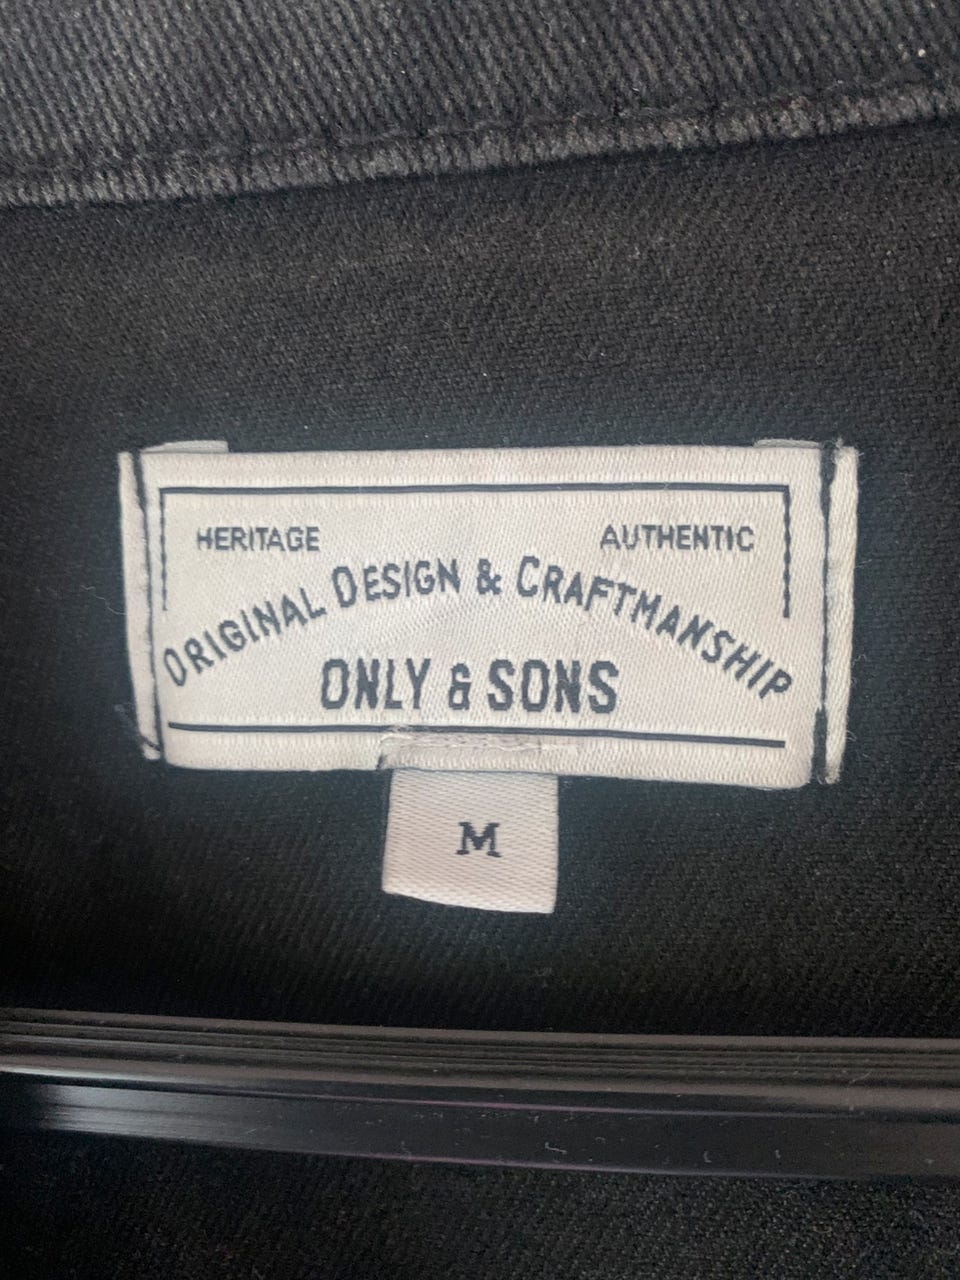 HERITAGE AUTHENTIC
ORIGINAL DESIGN & CRAFTMANSHIP
ONLY & SONS
M